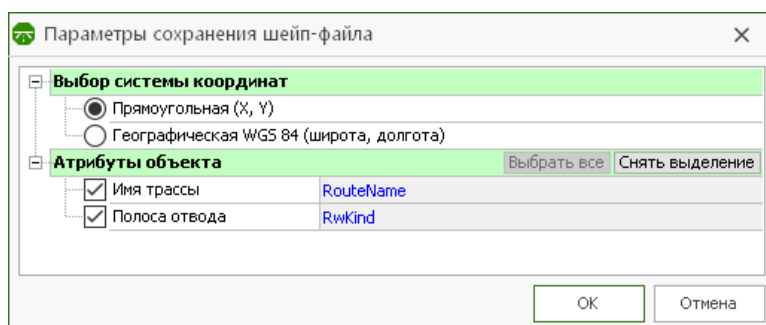 Параметры сохранения шейп-файла
Выбор системы координат
Прямоугольная (X, Y)
Географическая WGS 84 (широта, долгота)
Атрибуты объекта Выбрать все Снять выделение
Имя трассы RouteName
Полоса отвода RwKind
ОК Отмена